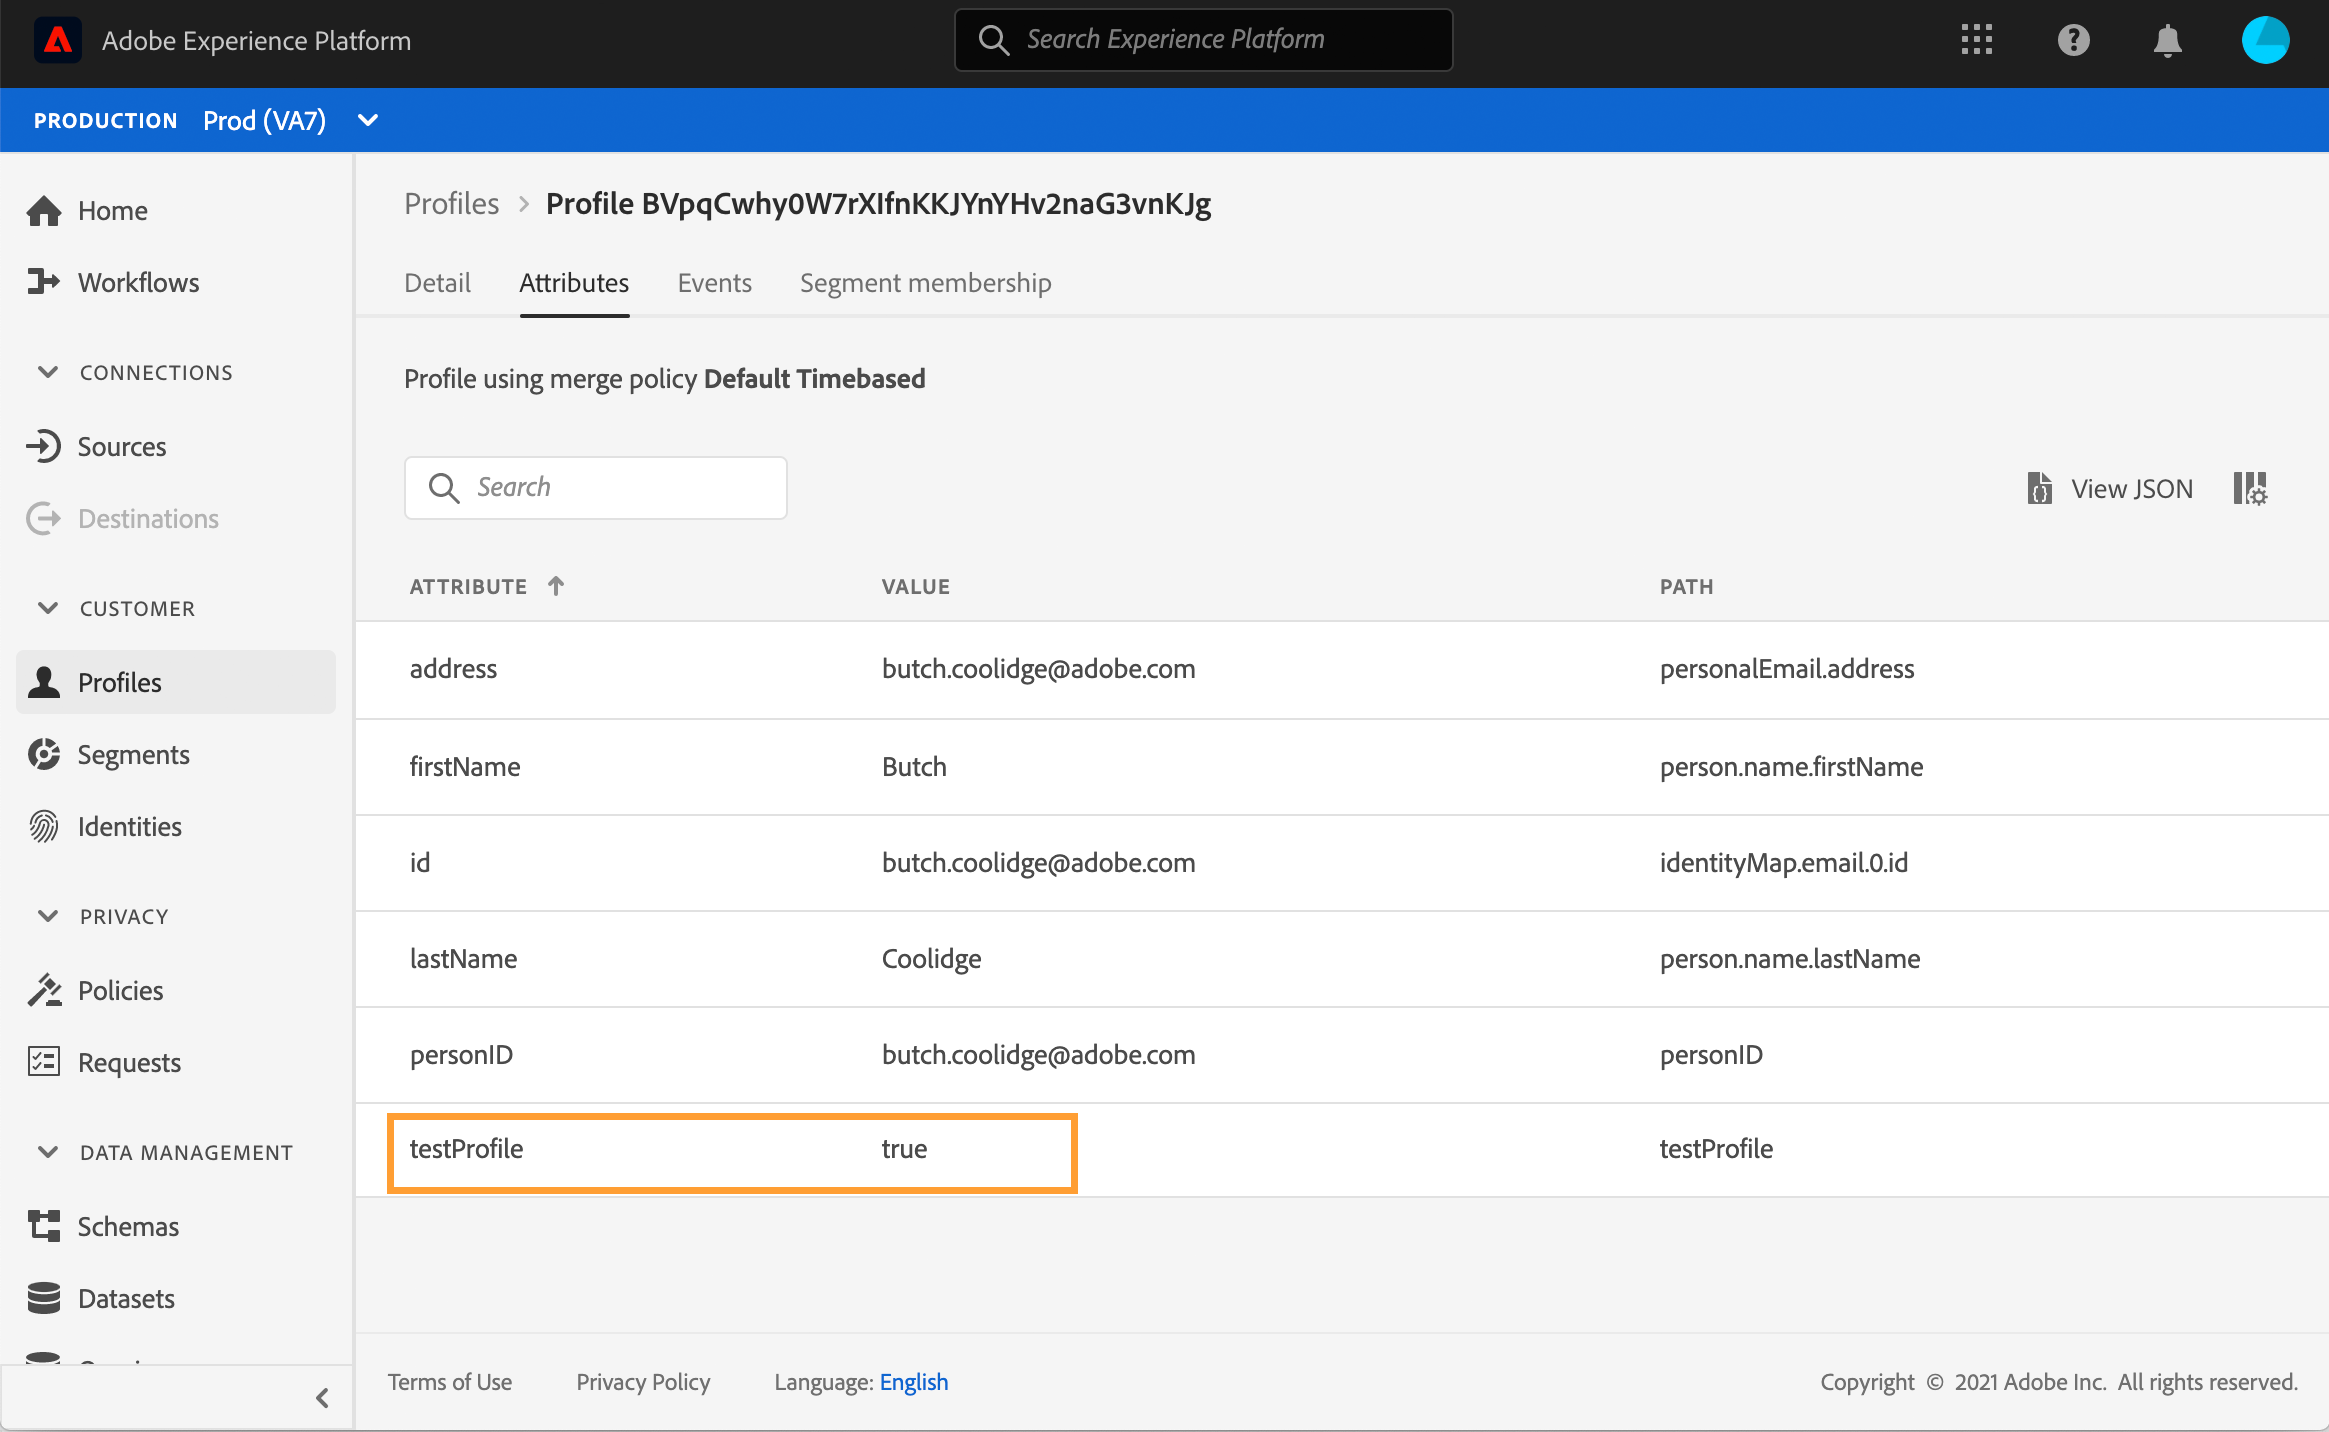 Adobe Experience Platform
Search Experience Platform
PRODUCTION Prod (VA7)
Home
Workflows
CONNECTIONS
Sources
Destinations
CUSTOMER
Profiles
Segments
Identities
PRIVACY
Policies
Requests
DATA MANAGEMENT
Schemas
Datasets
Profiles > Profile BVpqCwhy0W7rXIfnKKJYnYHv2naG3vnKJg
Detail Attributes Events Segment membership
Profile using merge policy Default Timebased
Search
View JSON
ATTRIBUTE VALUE PATH
address butch.coolidge@adobe.com personalEmail.address
firstName Butch person.name.firstName
id butch.coolidge@adobe.com identityMap.email.0.id
lastName Coolidge person.name.lastName
personID butch.coolidge@adobe.com personID
testProfile true testProfile
Terms of Use Privacy Policy Language: English Copyright © 2021 Adobe Inc. All rights reserved.